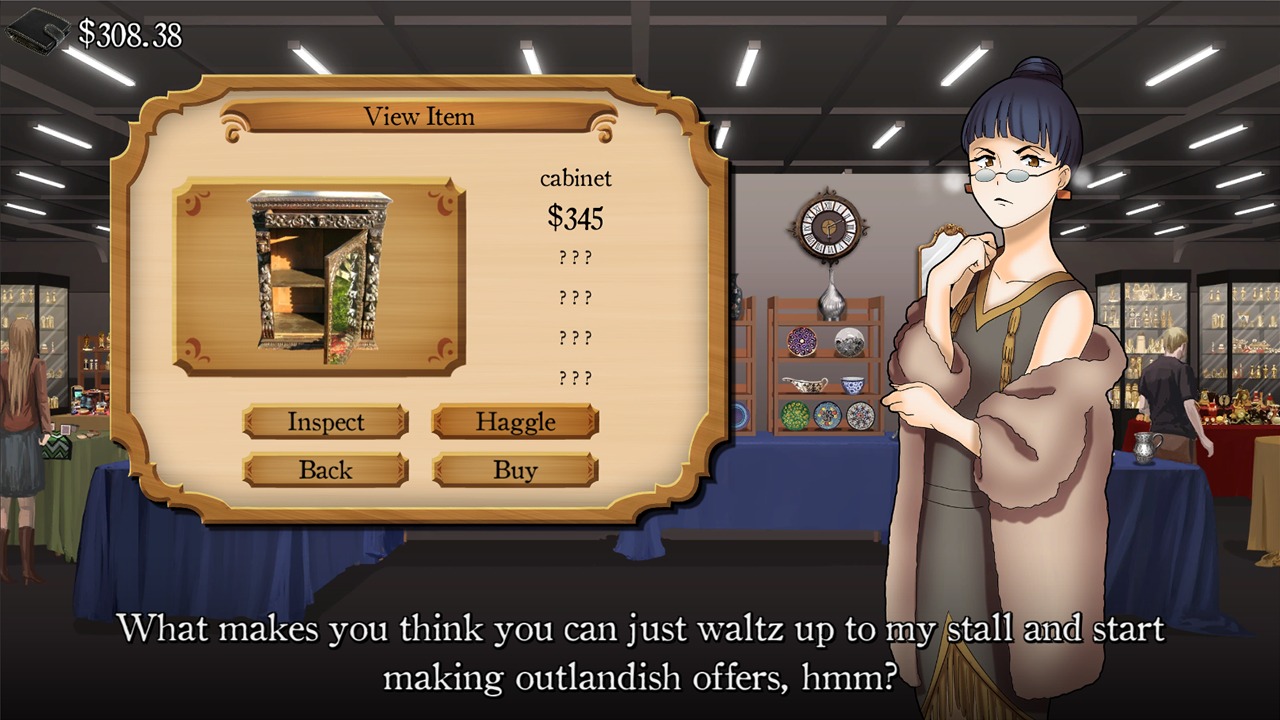 $308.38
View Item
cabinet
$345
? ? ?
? ? ?
? ? ?
? ? ?
Inspect
Haggle
Back
Buy
What makes you think you can just waltz up to my stall and start
making outlandish offers, hmm?